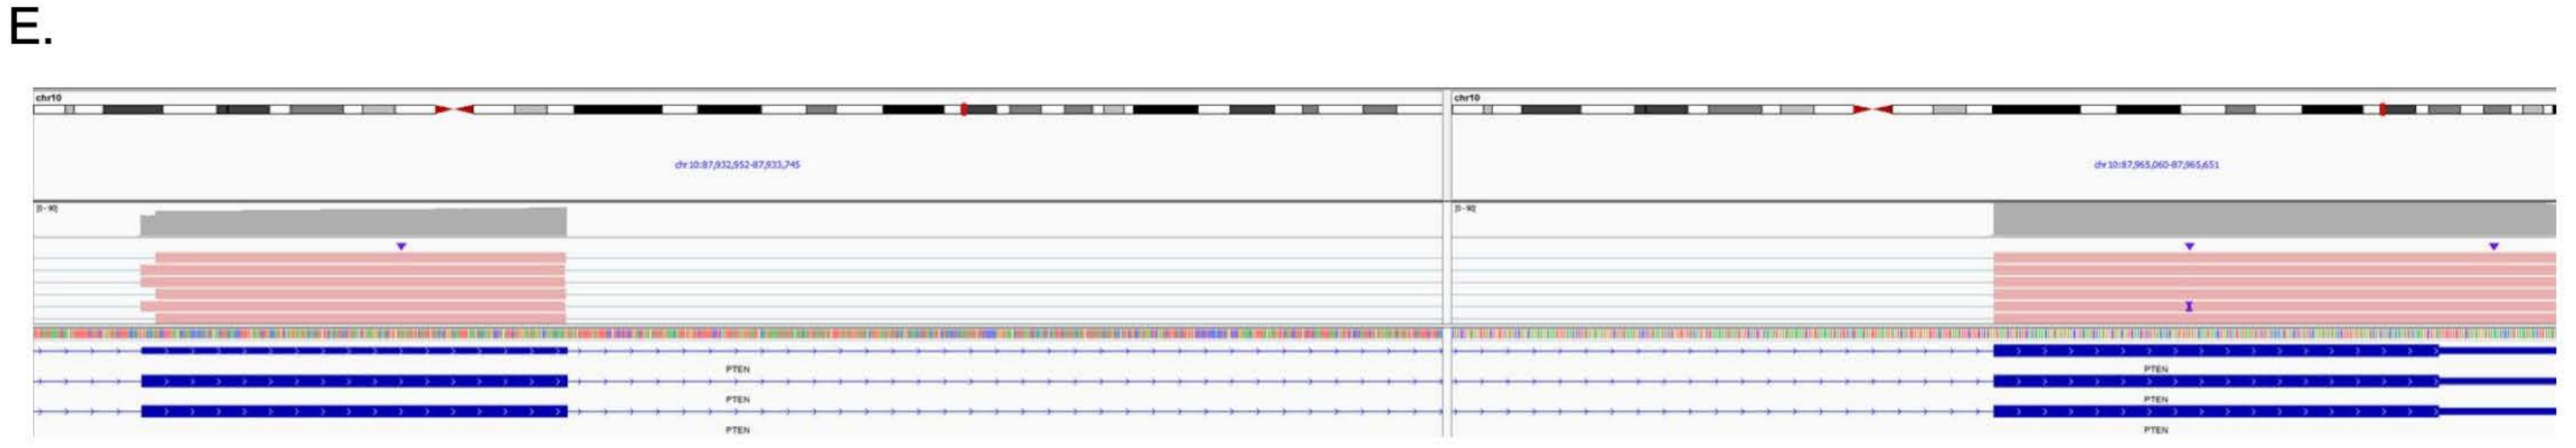 E.
chr10
chr10
chr10:87,932,952-87,933,745
chr10:87,965,060-87,965,651
[0 - 90]
[0 - 90]
PTEN
PTEN
PTEN
PTEN
PTEN
PTEN